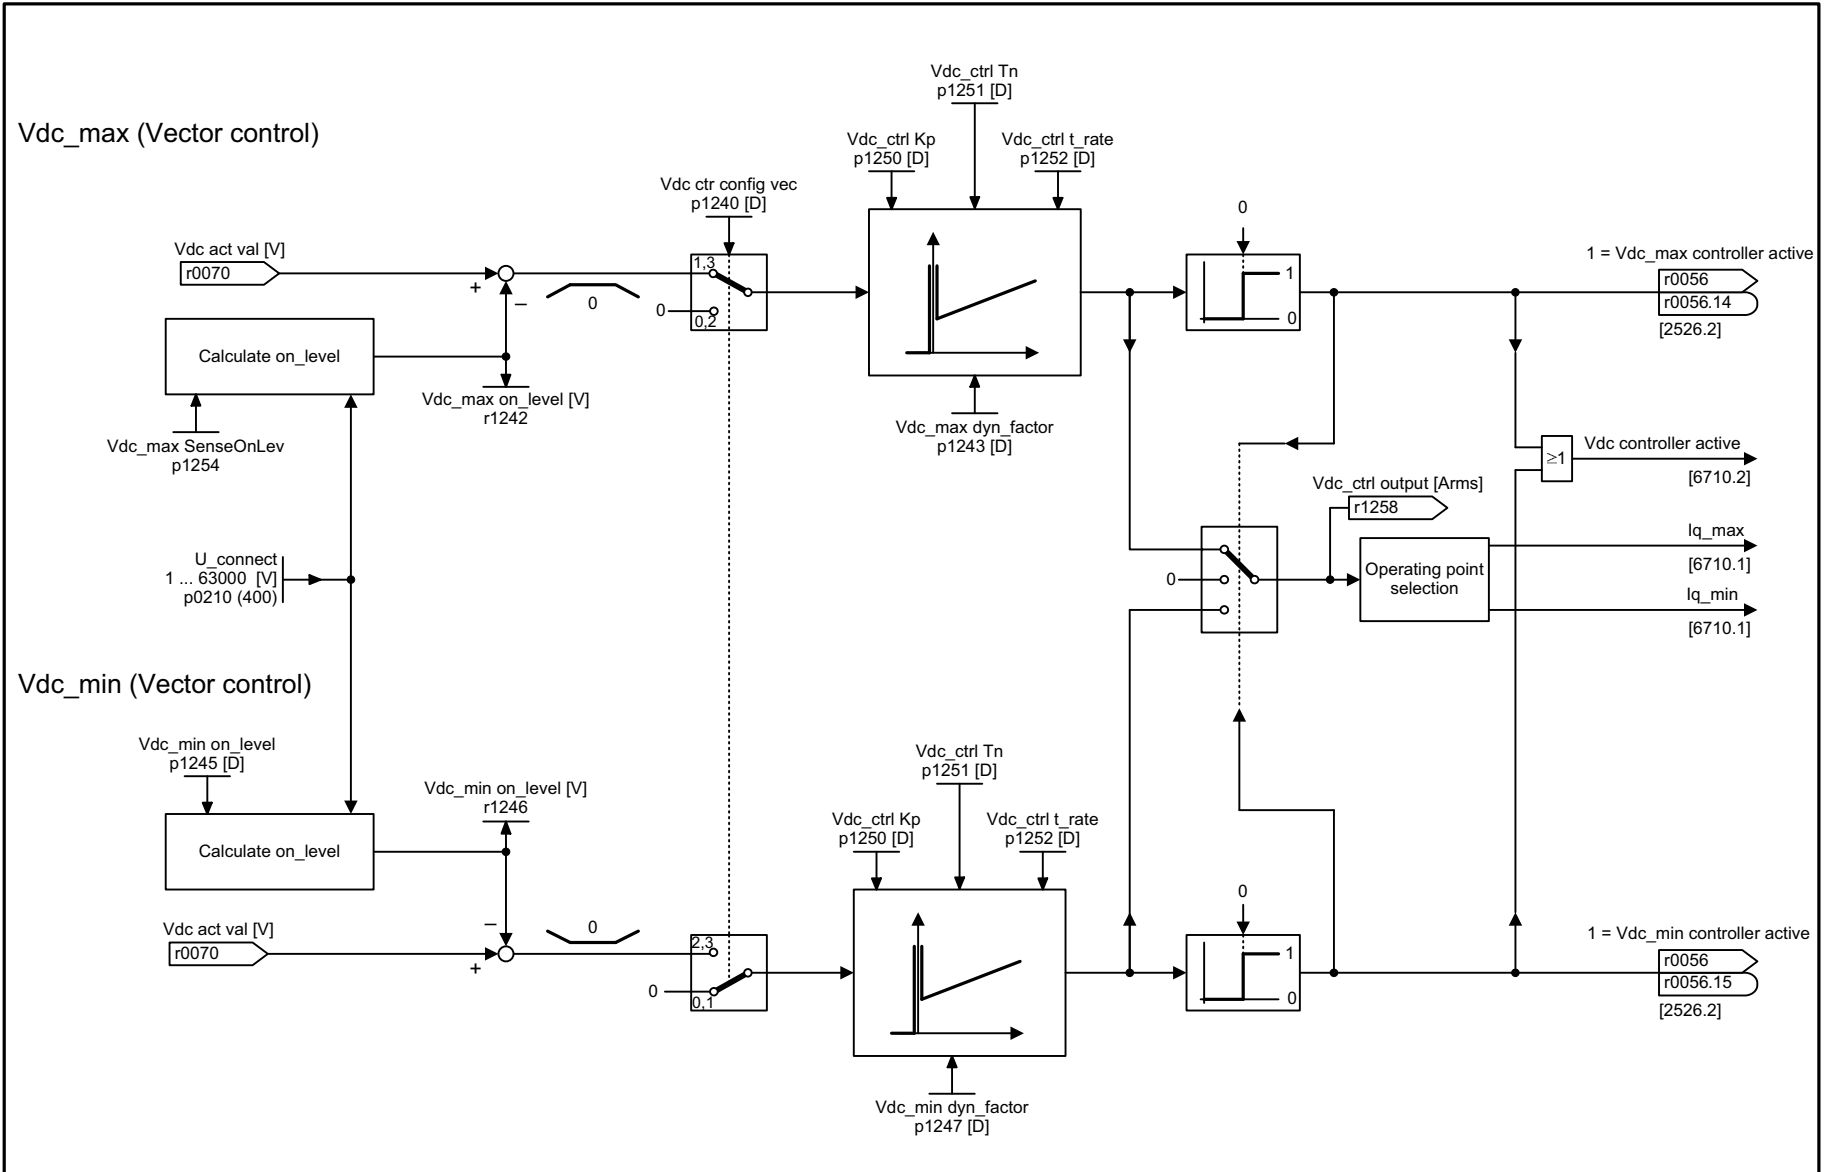 Vdc_ctrl Tn
p1251 [D]
Vdc_max (Vector control)
Vdc_ctrl Kp
p1250 [D]
Vdc_ctrl t_rate
p1252 [D]
Vdc ctr config vec
p1240 [D]
0
Vdc act val [V]
r0070
+
–
0
1,3
0
0,2
1
0
1 = Vdc_max controller active
r0056
r0056.14
[2526.2]
Calculate on_level
Vdc_max on_level [V]
r1242
Vdc_max SenseOnLev
p1254
Vdc_max dyn_factor
p1243 [D]
≥1
Vdc controller active
[6710.2]
Vdc_ctrl output [Arms]
r1258
U_connect
1 ... 63000 [V]
p0210 (400)
0
Operating point
selection
Iq_max
[6710.1]
Iq_min
[6710.1]
Vdc_min (Vector control)
Vdc_min on_level
p1245 [D]
Vdc_min on_level [V]
r1246
Vdc_ctrl Tn
p1251 [D]
Vdc_ctrl Kp
p1250 [D]
Vdc_ctrl t_rate
p1252 [D]
Calculate on_level
0
Vdc act val [V]
r0070
–
+
0
2,3
0
0,1
1
0
1 = Vdc_min controller active
r0056
r0056.15
[2526.2]
Vdc_min dyn_factor
p1247 [D]